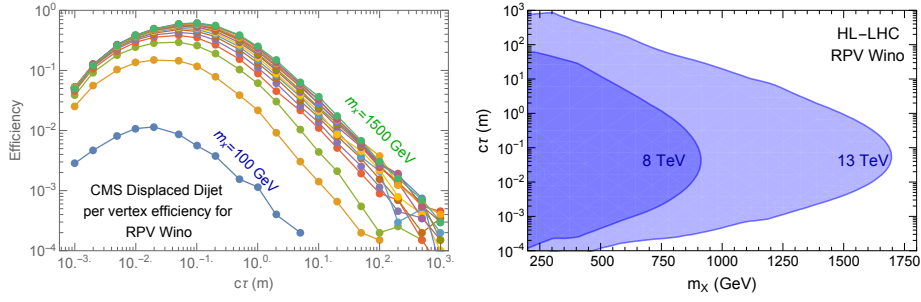 10^0
10^-1
10^-2
10^-3
10^-4
Efficiency
m_x=1500 GeV
m_x=100 GeV
CMS Displaced Dijet
per vertex efficiency for
RPV Wino
10.^-3. 10.^-2. 10.^-1. 10.^0. 10.^1. 10.^2. 10.^3.
cτ (m)
10^3
10^2
10^1
10^0
10^-1
10^-2
10^-3
10^-4
cτ (m)
HL-LHC
RPV Wino
8 TeV 13 TeV
250 500 750 1000 1250 1500 1750
m_X (GeV)